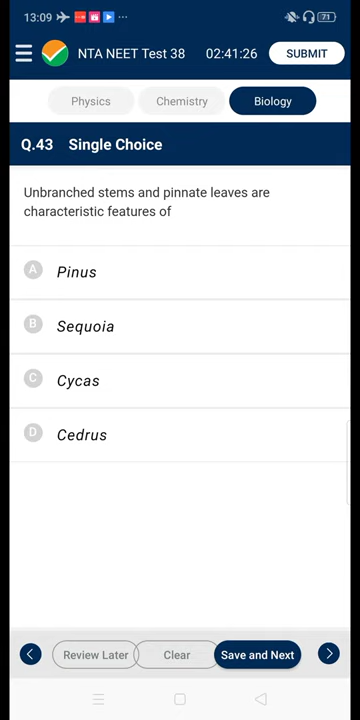 13:09 ... 71
NTA NEET Test 38 02:41:26 SUBMIT
Physics Chemistry Biology
Q.43 Single Choice
Unbranched stems and pinnate leaves are
characteristic features of
A Pinus
B Sequoia
C Cycas
D Cedrus
Review Later Clear Save and Next